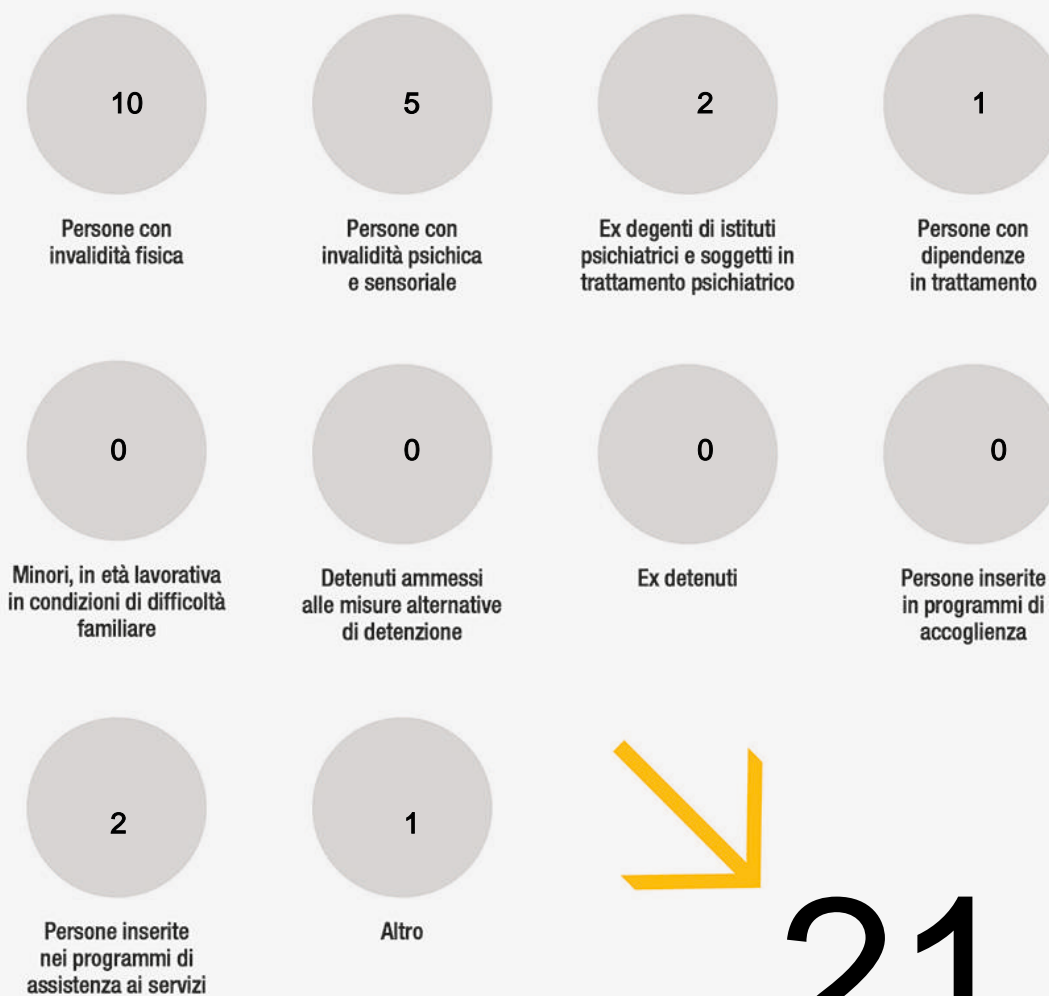 10
5
2
1
Persone con
invalidità fisica
Persone con
invalidità psichica
e sensoriale
Ex degenti di istituti
psichiatrici e soggetti in
trattamento psichiatrico
Persone con
dipendenze
in trattamento
0
0
0
0
Minori, in età lavorativa
in condizioni di difficoltà
familiare
Detenuti ammessi
alle misure alternative
di detenzione
Ex detenuti
Persone inserite
in programmi di
accoglienza
2
1
Persone inserite
nei programmi di
assistenza ai servizi
Altro
21